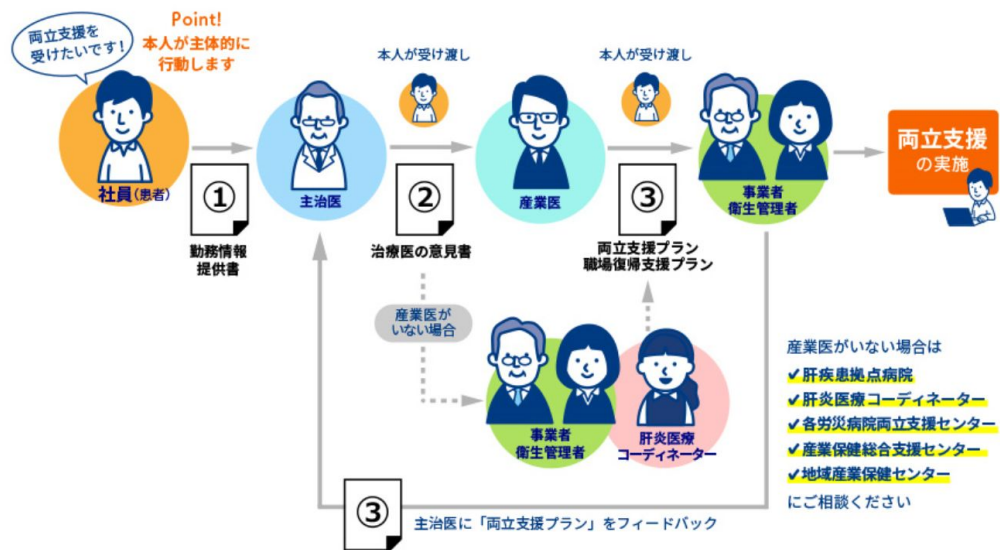 両立支援を
受けたいです!
Point!
本人が主体的に
行動します
社員(患者)
①
勤務情報
提供書
主治医
本人が受け渡し
②
治療医の意見書
産業医
本人が受け渡し
③
両立支援プラン
職場復帰支援プラン
事業者
衛生管理者
両立支援
の実施
産業医が
いない場合
事業者
衛生管理者
肝炎医療
コーディネーター
産業医がいない場合は
✔肝疾患拠点病院
✔肝炎医療コーディネーター
✔各労災病院両立支援センター
✔産業保健総合支援センター
✔地域産業保健センター
にご相談ください
③
主治医に「両立支援プラン」をフィードバック